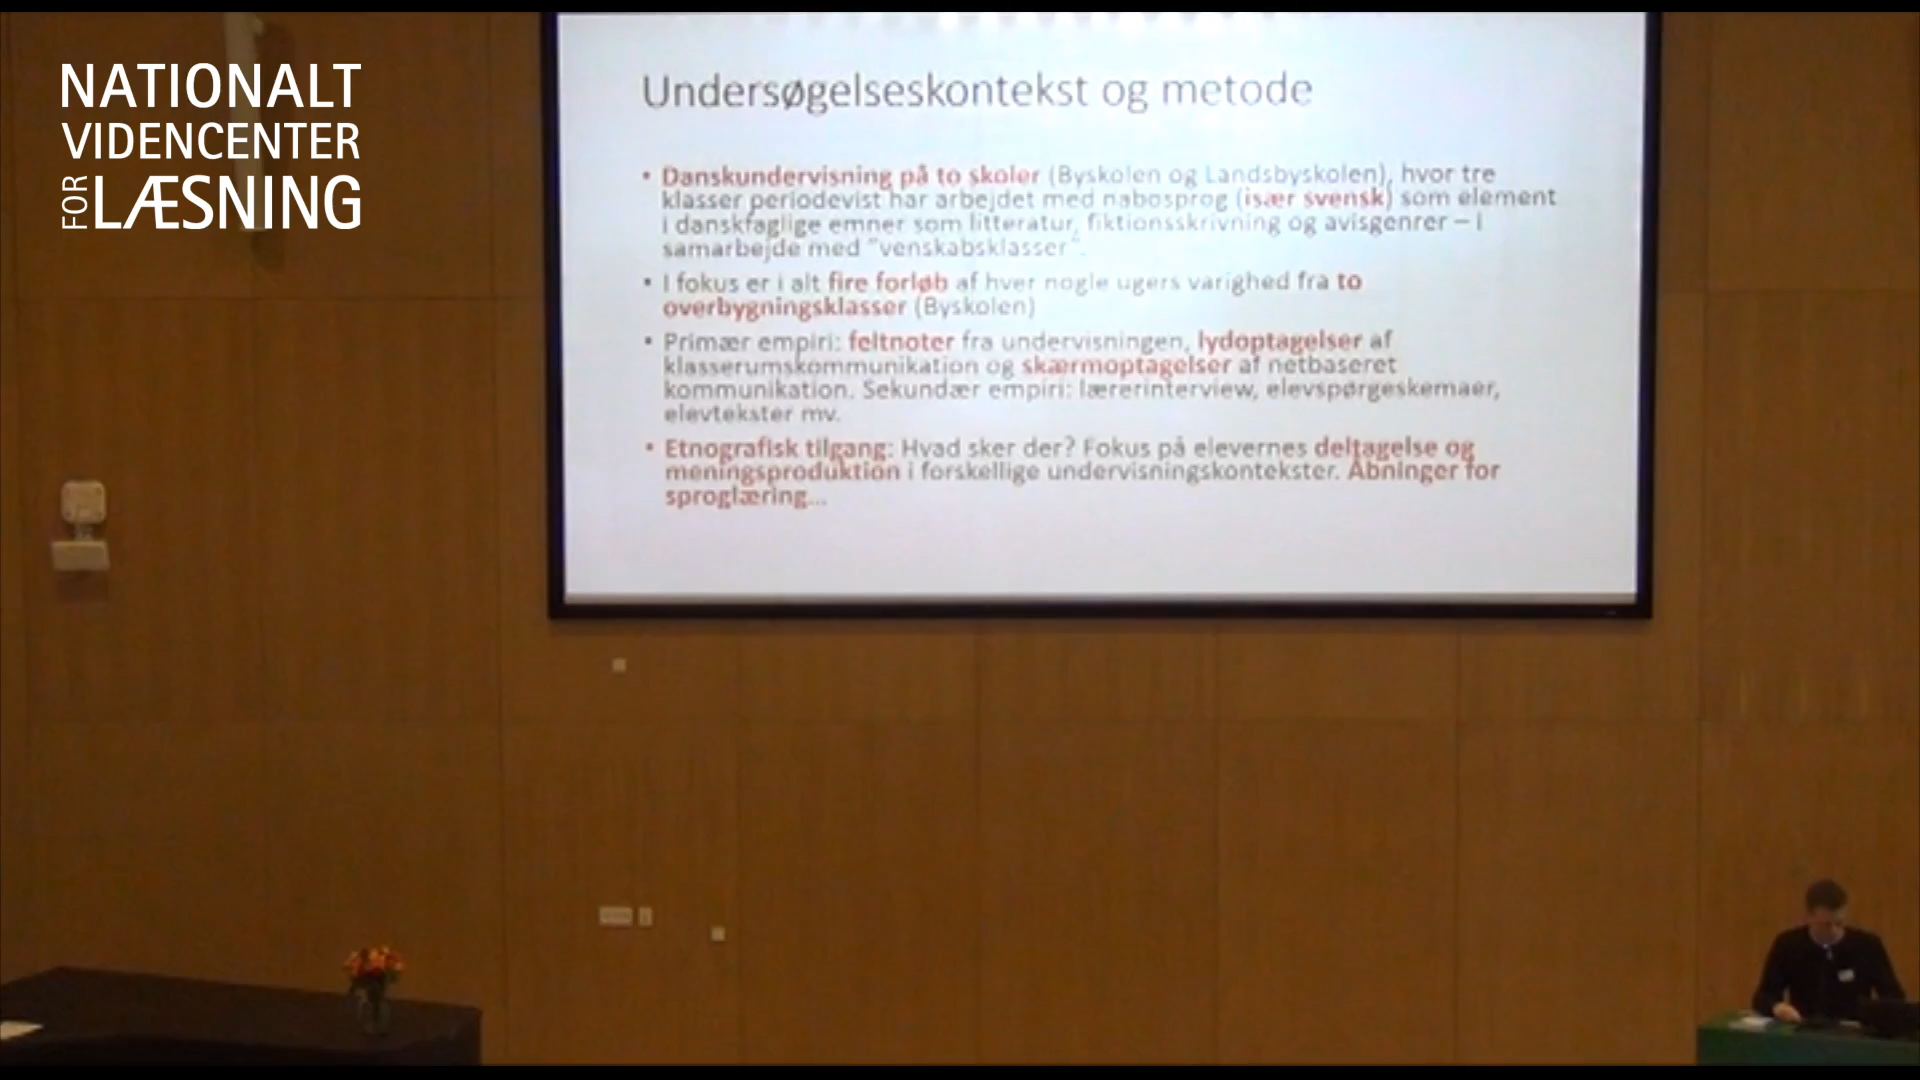 NATIONALT
VIDENCENTER
FOR LÆSNING
Undersøgelseskontekst og metode
• Danskundervisning på to skoler (Byskolen og Landsbyskolen), hvor tre
klasser periodevist har arbejdet med nabosprog (især svensk) som element
i danskfaglige emner som litteratur, fiktionsskrivning og avisgenrer – i
samarbejde med "venskabsklasser".
• I fokus er i alt fire forløb af hver nogle ugers varighed fra to
overbygningsklasser (Byskolen)
• Primær empiri: feltnoter fra undervisningen, lydoptagelser af
klasserumskommunikation og skærmoptagelser af netbaseret
kommunikation. Sekundær empiri: lærerinterview, elevspørgeskemaer,
elevtekster mv.
• Etnografisk tilgang: Hvad sker der? Fokus på elevernes deltagelse og
meningsproduktion i forskellige undervisningskontekster. Åbninger for
sproglæring...